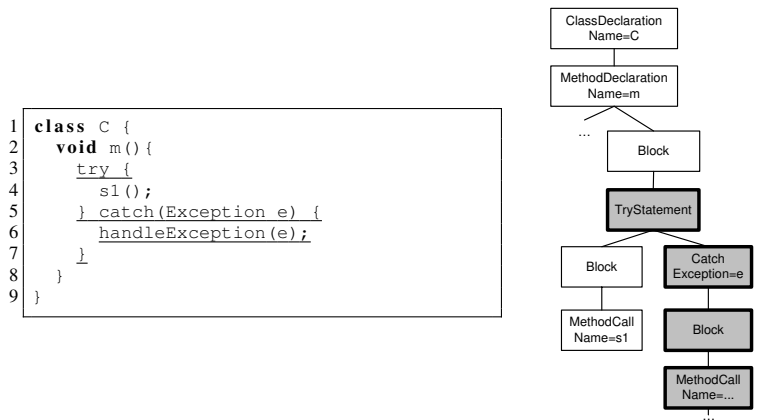 1 class C {
2 void m(){
3 try {
4 s1();
5 } catch(Exception e) {
6 handleException(e);
7 }
8 }
9 }
ClassDeclaration
Name=C
MethodDeclaration
Name=m
...
Block
TryStatement
Block
Catch
Exception=e
MethodCall
Name=s1
Block
MethodCall
Name=...
...